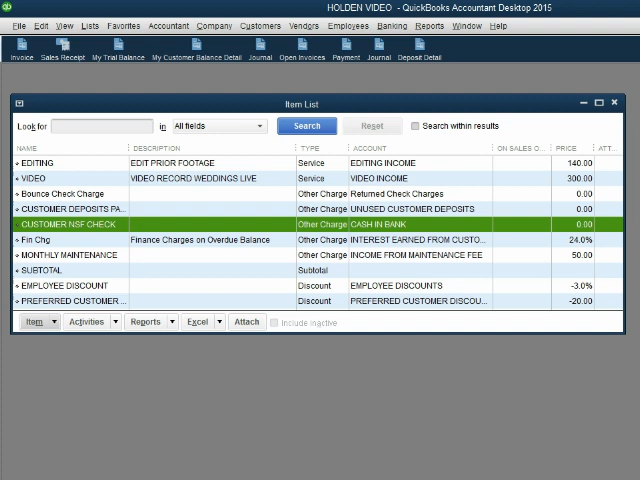 HOLDEN VIDEO - QuickBooks Accountant Desktop 2015
File Edit View Lists Favorites Accountant Company Customers Vendors Employees Banking Reports Window Help
Invoice Sales Receipt My Trial Balance My Customer Balance Detail Journal Open Invoices Payment Journal Deposit Detail
Item List
Look for in All fields Search Reset Search within results
NAME DESCRIPTION TYPE ACCOUNT ON SALES O... PRICE ATT...
EDITING EDIT PRIOR FOOTAGE Service EDITING INCOME 140.00
VIDEO VIDEO RECORD WEDDINGS LIVE Service VIDEO INCOME 300.00
Bounce Check Charge Other Charge Returned Check Charges 0.00
CUSTOMER DEPOSITS PA... Other Charge UNUSED CUSTOMER DEPOSITS 0.00
CUSTOMER NSF CHECK Other Charge CASH IN BANK 0.00
Fin Chg Finance Charges on Overdue Balance Other Charge INTEREST EARNED FROM CUSTO... 24.0%
MONTHLY MAINTENANCE Other Charge INCOME FROM MAINTENANCE FEE 50.00
SUBTOTAL Subtotal
EMPLOYEE DISCOUNT Discount EMPLOYEE DISCOUNTS -3.0%
PREFERRED CUSTOMER ... Discount PREFERRED CUSTOMER DISCOU... -20.00
Item Activities Reports Excel Attach Include inactive